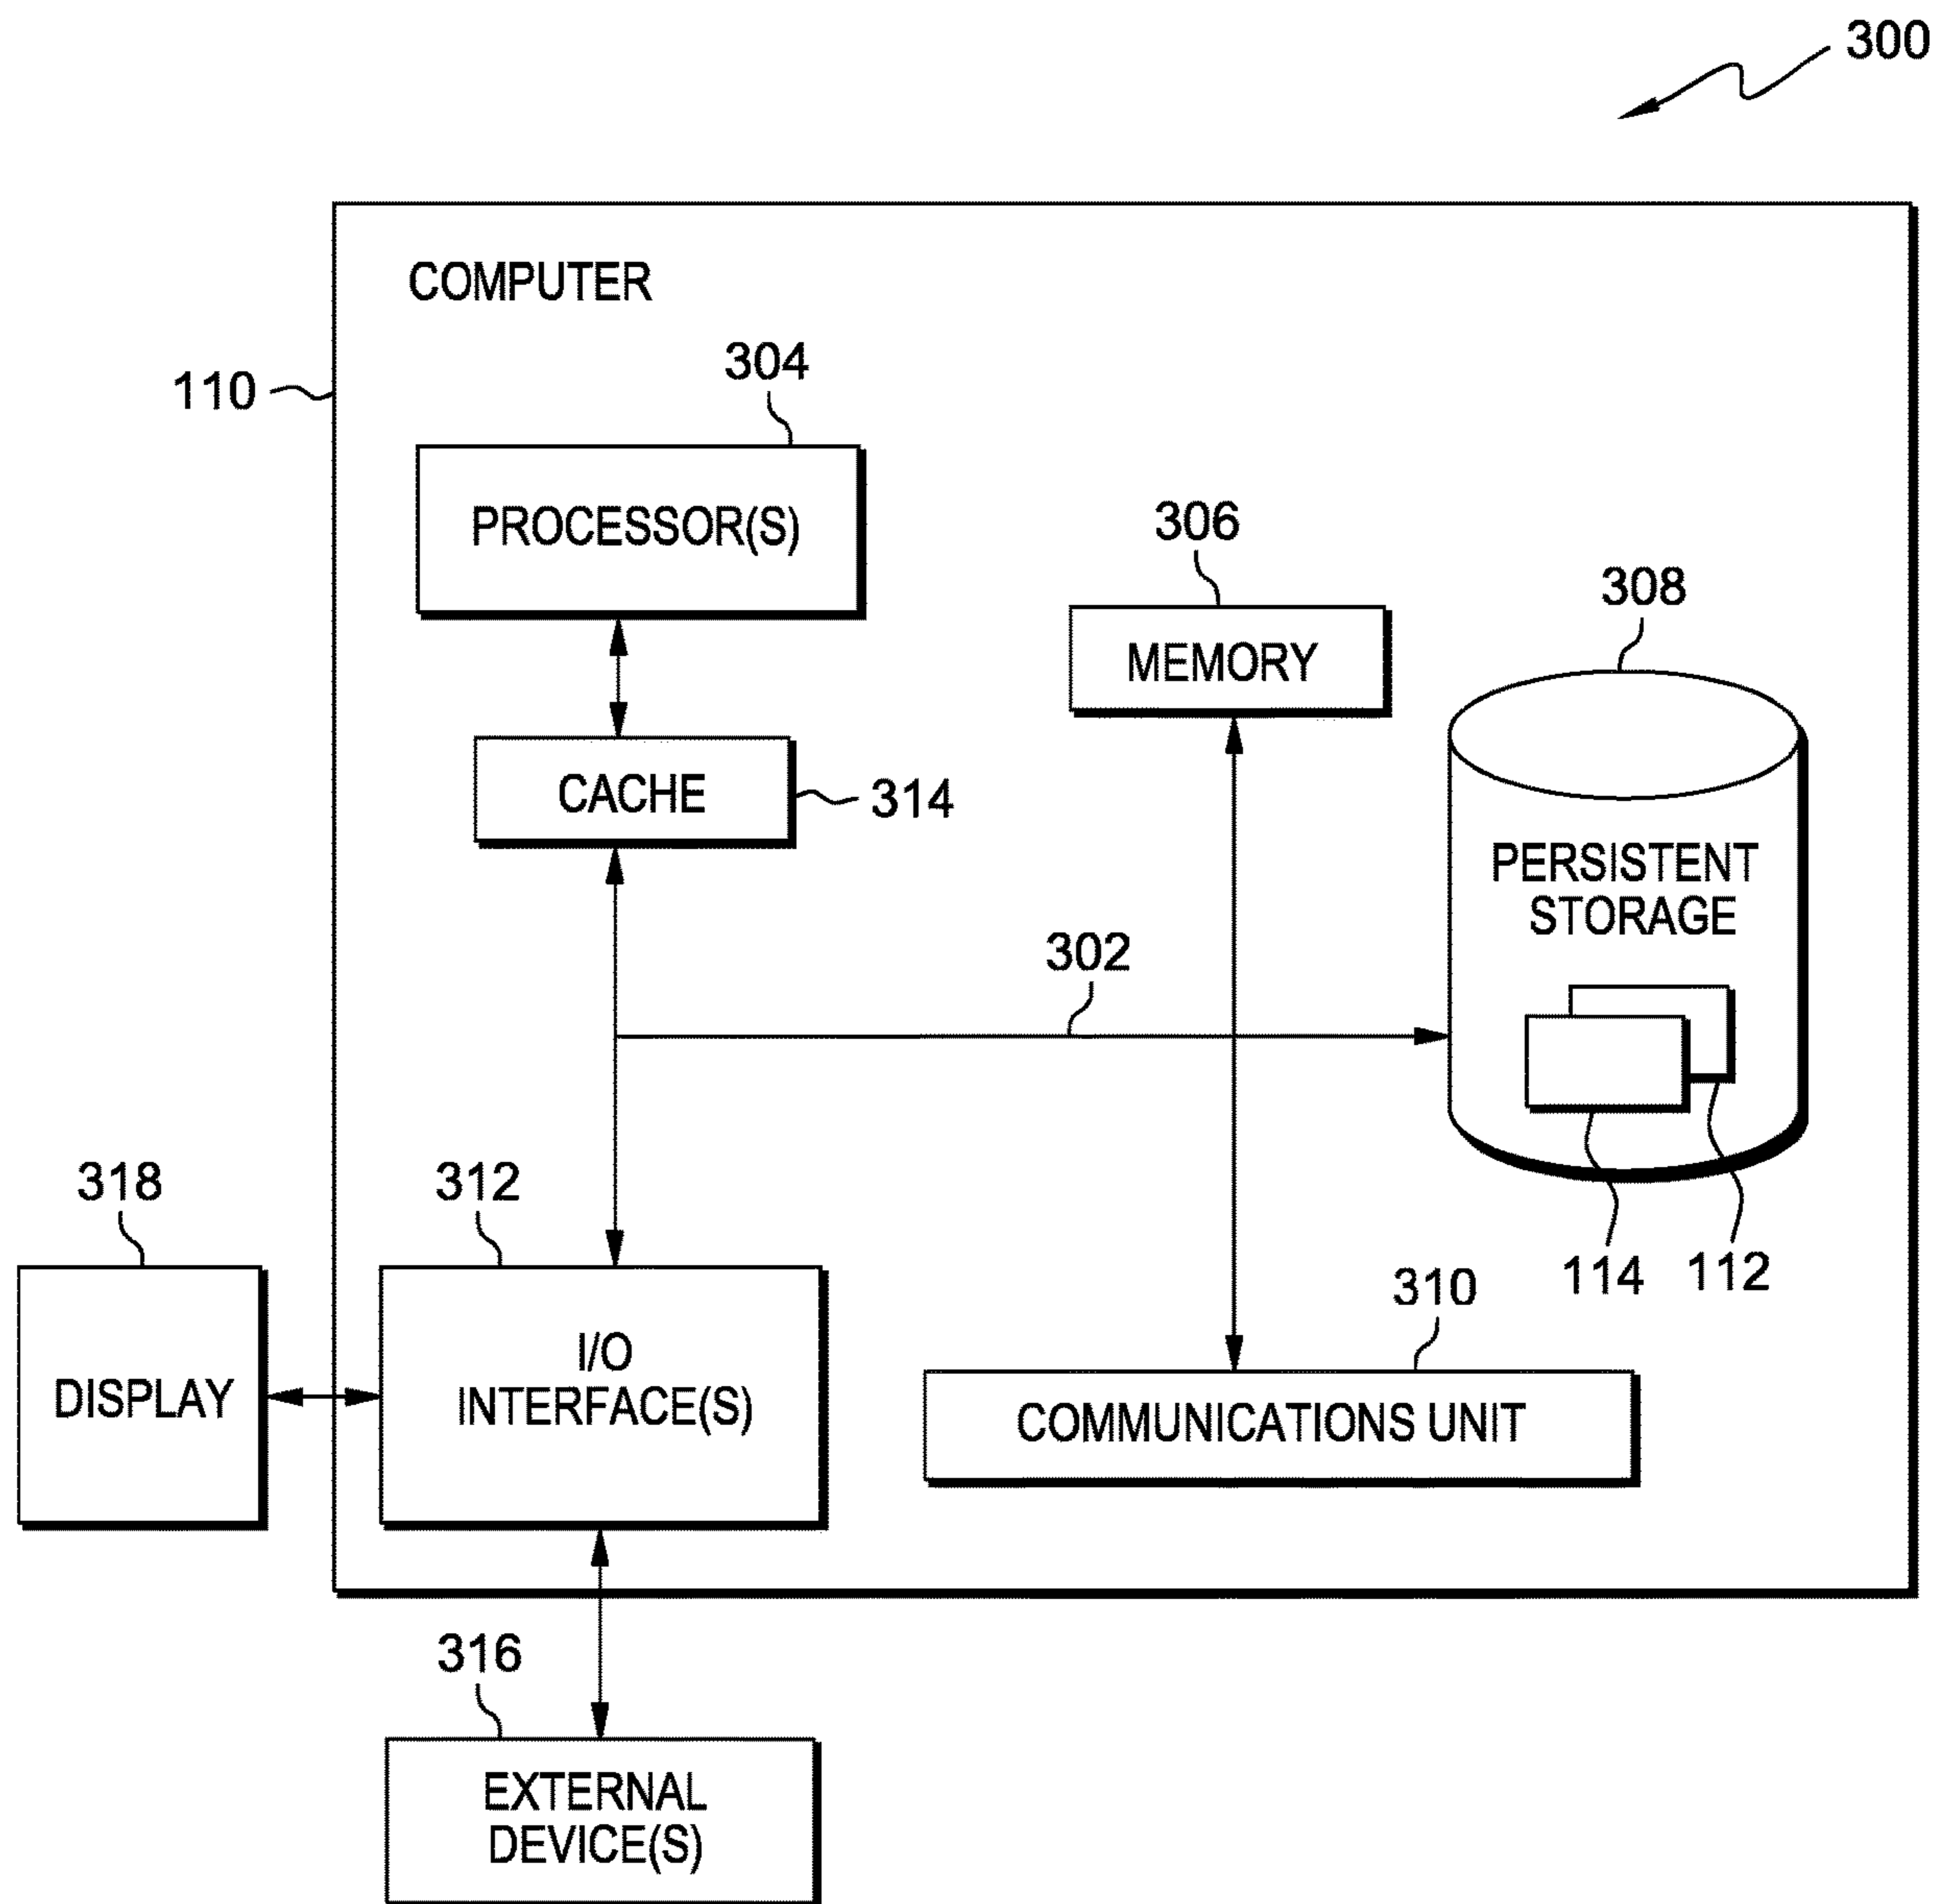 300
COMPUTER
110
304
PROCESSOR(S)
306
MEMORY
308
CACHE
314
PERSISTENT
STORAGE
302
318
312
114
112
310
DISPLAY
I/O
INTERFACE(S)
COMMUNICATIONS UNIT
316
EXTERNAL
DEVICE(S)